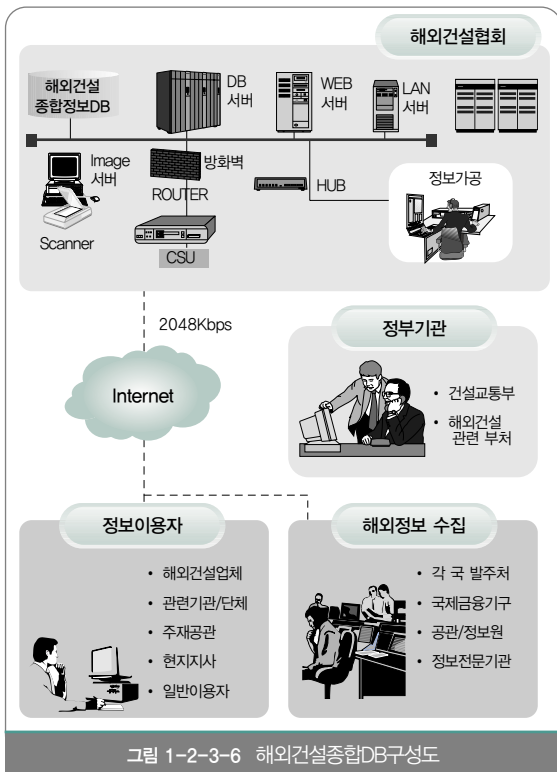 해외건설협회
해외건설
종합정보DB
DB
서버
WEB
서버
LAN
서버
Image
서버
방화벽
ROUTER
HUB
정보가공
Scanner
CSU
2048Kbps
Internet
정부기관
• 건설교통부
• 해외건설
관련 부처
정보이용자
• 해외건설업체
• 관련기관/단체
• 주재공관
• 현지지사
• 일반이용자
해외정보 수집
• 각 국 발주처
• 국제금융기구
• 공관/정보원
• 정보전문기관
그림 1-2-3-6 해외건설종합DB구성도